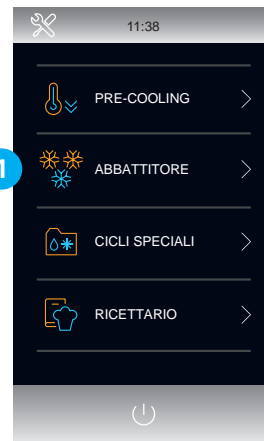 11:38
PRE-COOLING
1
ABBATTITORE
CICLI SPECIALI
RICETTARIO